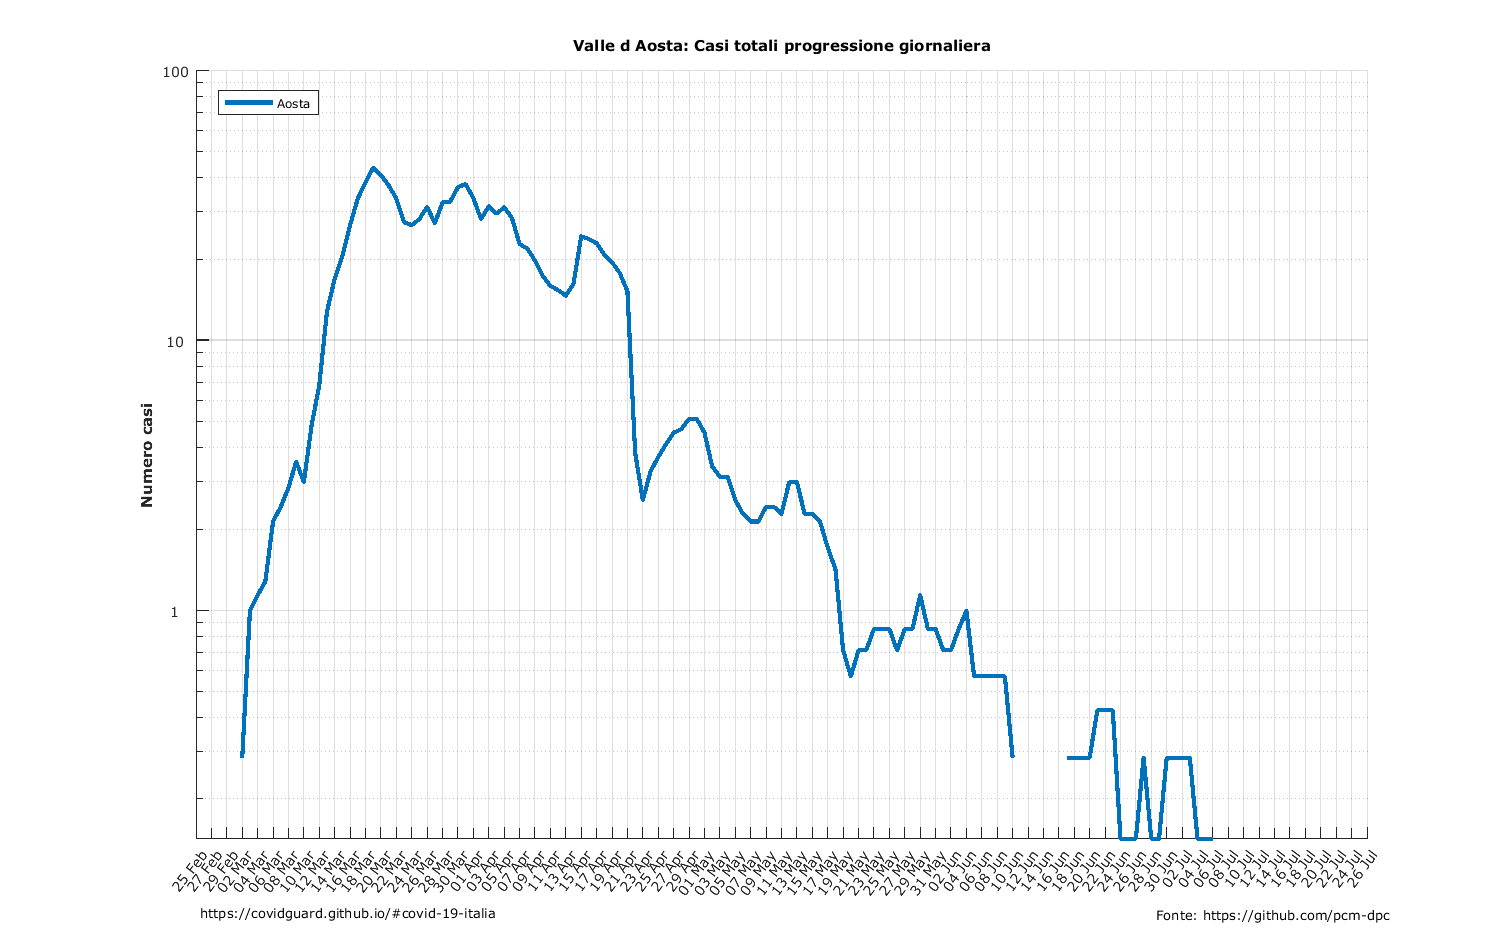 Valle d Aosta: Casi totali progressione giornaliera
100
Aosta
10
Numero casi
1
25 Feb
27 Feb
29 Feb
02 Mar
04 Mar
06 Mar
08 Mar
10 Mar
12 Mar
14 Mar
16 Mar
18 Mar
20 Mar
22 Mar
24 Mar
26 Mar
28 Mar
30 Mar
01 Apr
03 Apr
05 Apr
07 Apr
09 Apr
11 Apr
13 Apr
15 Apr
17 Apr
19 Apr
21 Apr
23 Apr
25 Apr
27 Apr
29 Apr
01 May
03 May
05 May
07 May
09 May
11 May
13 May
15 May
17 May
19 May
21 May
23 May
25 May
27 May
29 May
31 May
02 Jun
04 Jun
06 Jun
08 Jun
10 Jun
12 Jun
14 Jun
16 Jun
18 Jun
20 Jun
22 Jun
24 Jun
26 Jun
28 Jun
30 Jun
02 Jul
04 Jul
06 Jul
08 Jul
10 Jul
12 Jul
14 Jul
16 Jul
18 Jul
20 Jul
22 Jul
24 Jul
26 Jul
https://covidguard.github.io/#covid-19-italia
Fonte: https://github.com/pcm-dpc